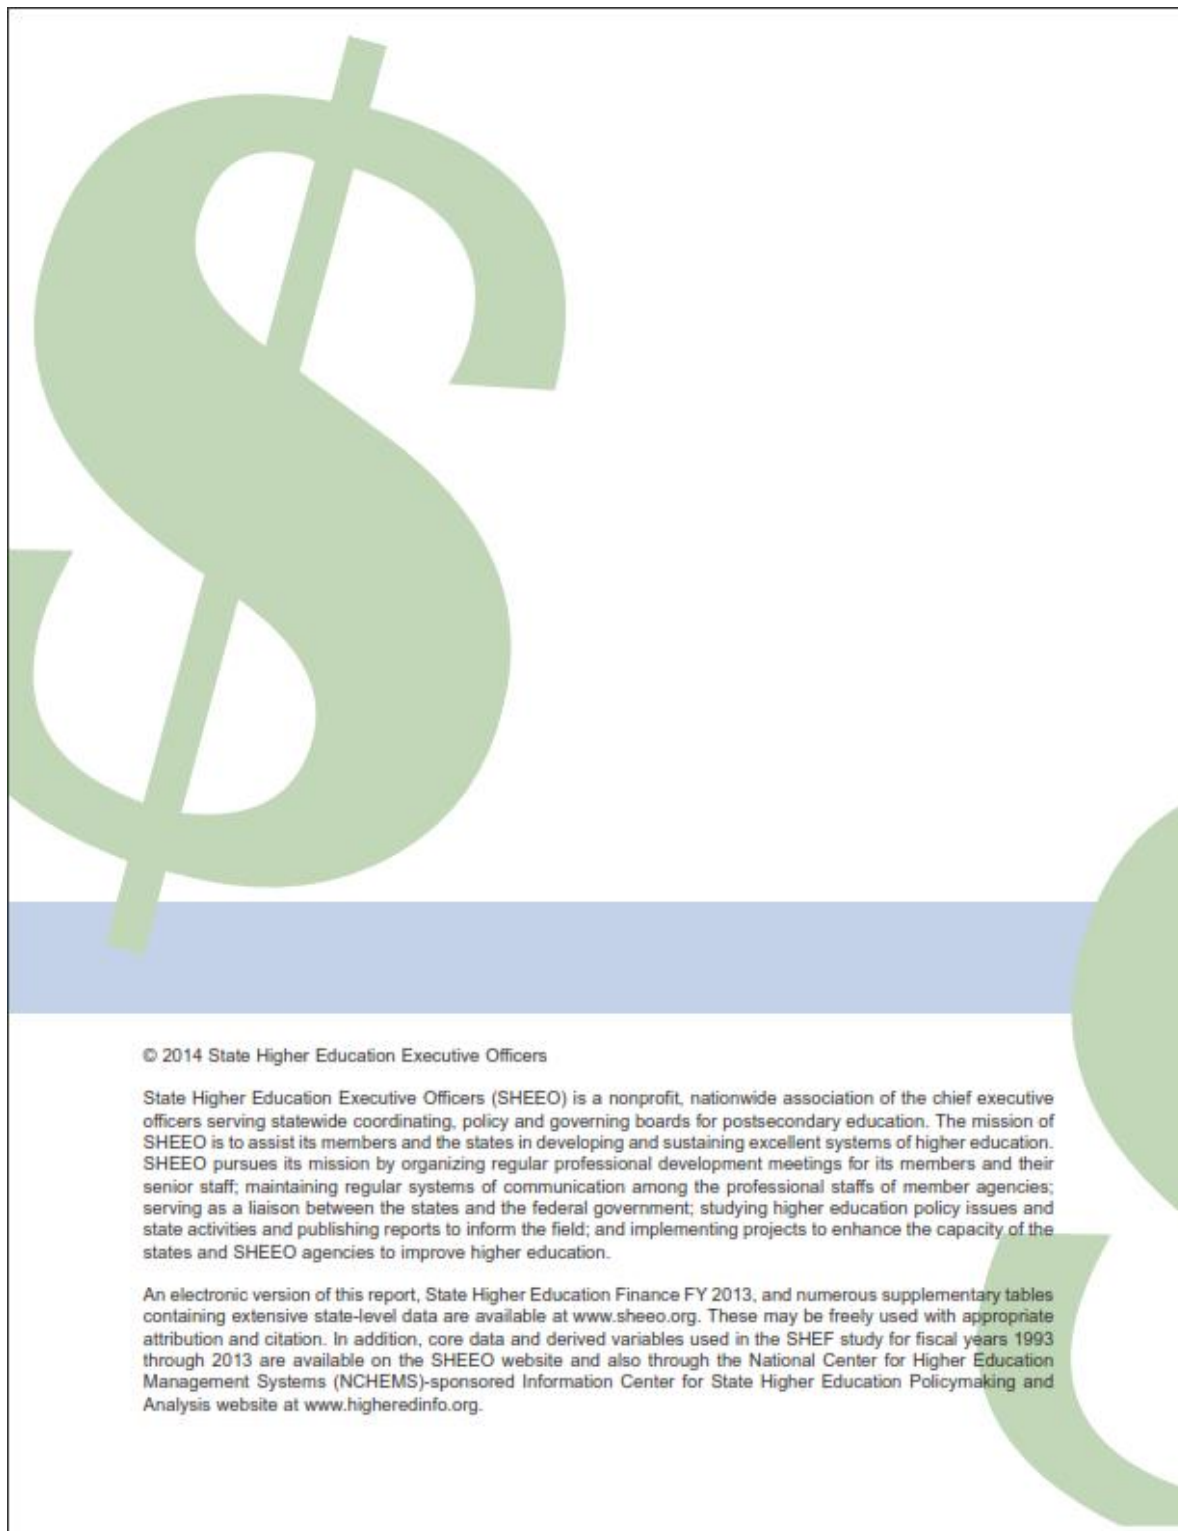 © 2014 State Higher Education Executive Officers
State Higher Education Executive Officers (SHEEO) is a nonprofit, nationwide association of the chief executive
officers serving statewide coordinating, policy and governing boards for postsecondary education. The mission of
SHEEO is to assist its members and the states in developing and sustaining excellent systems of higher education.
SHEEO pursues its mission by organizing regular professional development meetings for its members and their
senior staff; maintaining regular systems of communication among the professional staffs of member agencies;
serving as a liaison between the states and the federal government; studying higher education policy issues and
state activities and publishing reports to inform the field; and implementing projects to enhance the capacity of the
states and SHEEO agencies to improve higher education.
An electronic version of this report, State Higher Education Finance FY 2013, and numerous supplementary tables
containing extensive state-level data are available at www.sheeo.org. These may be freely used with appropriate
attribution and citation. In addition, core data and derived variables used in the SHEF study for fiscal years 1993
through 2013 are available on the SHEEO website and also through the National Center for Higher Education
Management Systems (NCHEMS)-sponsored Information Center for State Higher Education Policymaking and
Analysis website at www.higheredinfo.org.